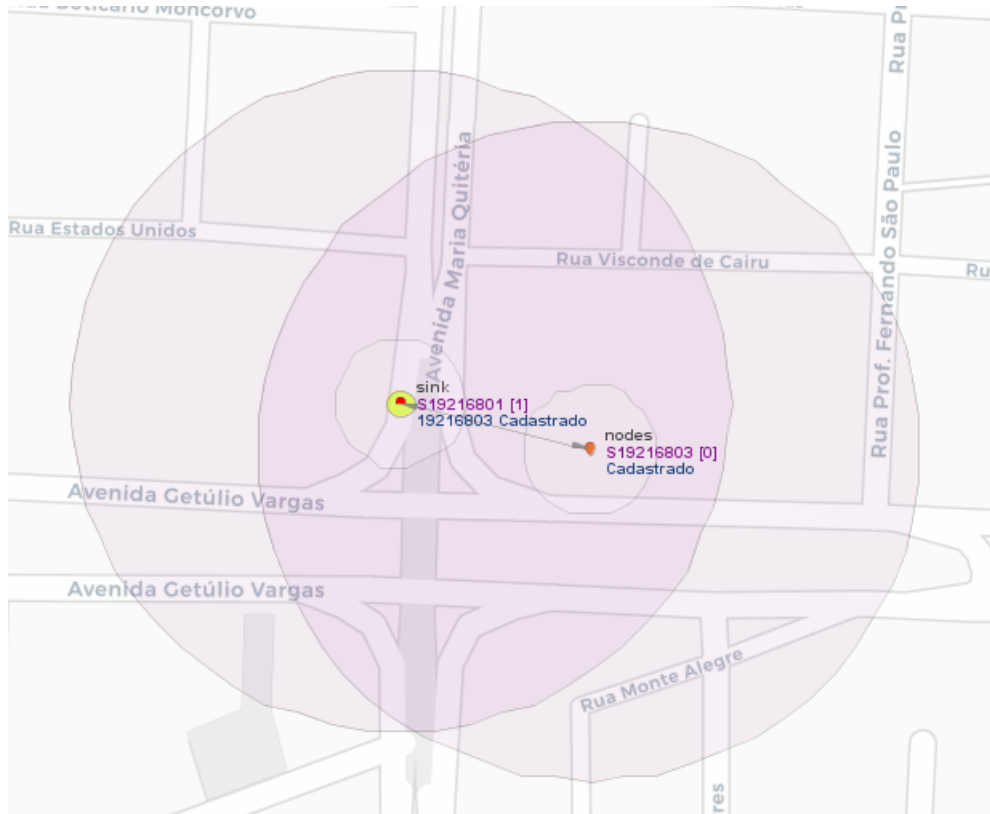 Boticário Moncorvo
Rua Estados Unidos
Avenida Maria Quitéria
Rua Visconde de Cairu
Rua Prof. Fernando São Paulo
Rua
sink
S19216801 [1]
19216803 Cadastrado
nodes
S19216803 [0]
Cadastrado
Avenida Getúlio Vargas
Avenida Getúlio Vargas
Rua Monte Alegre
res